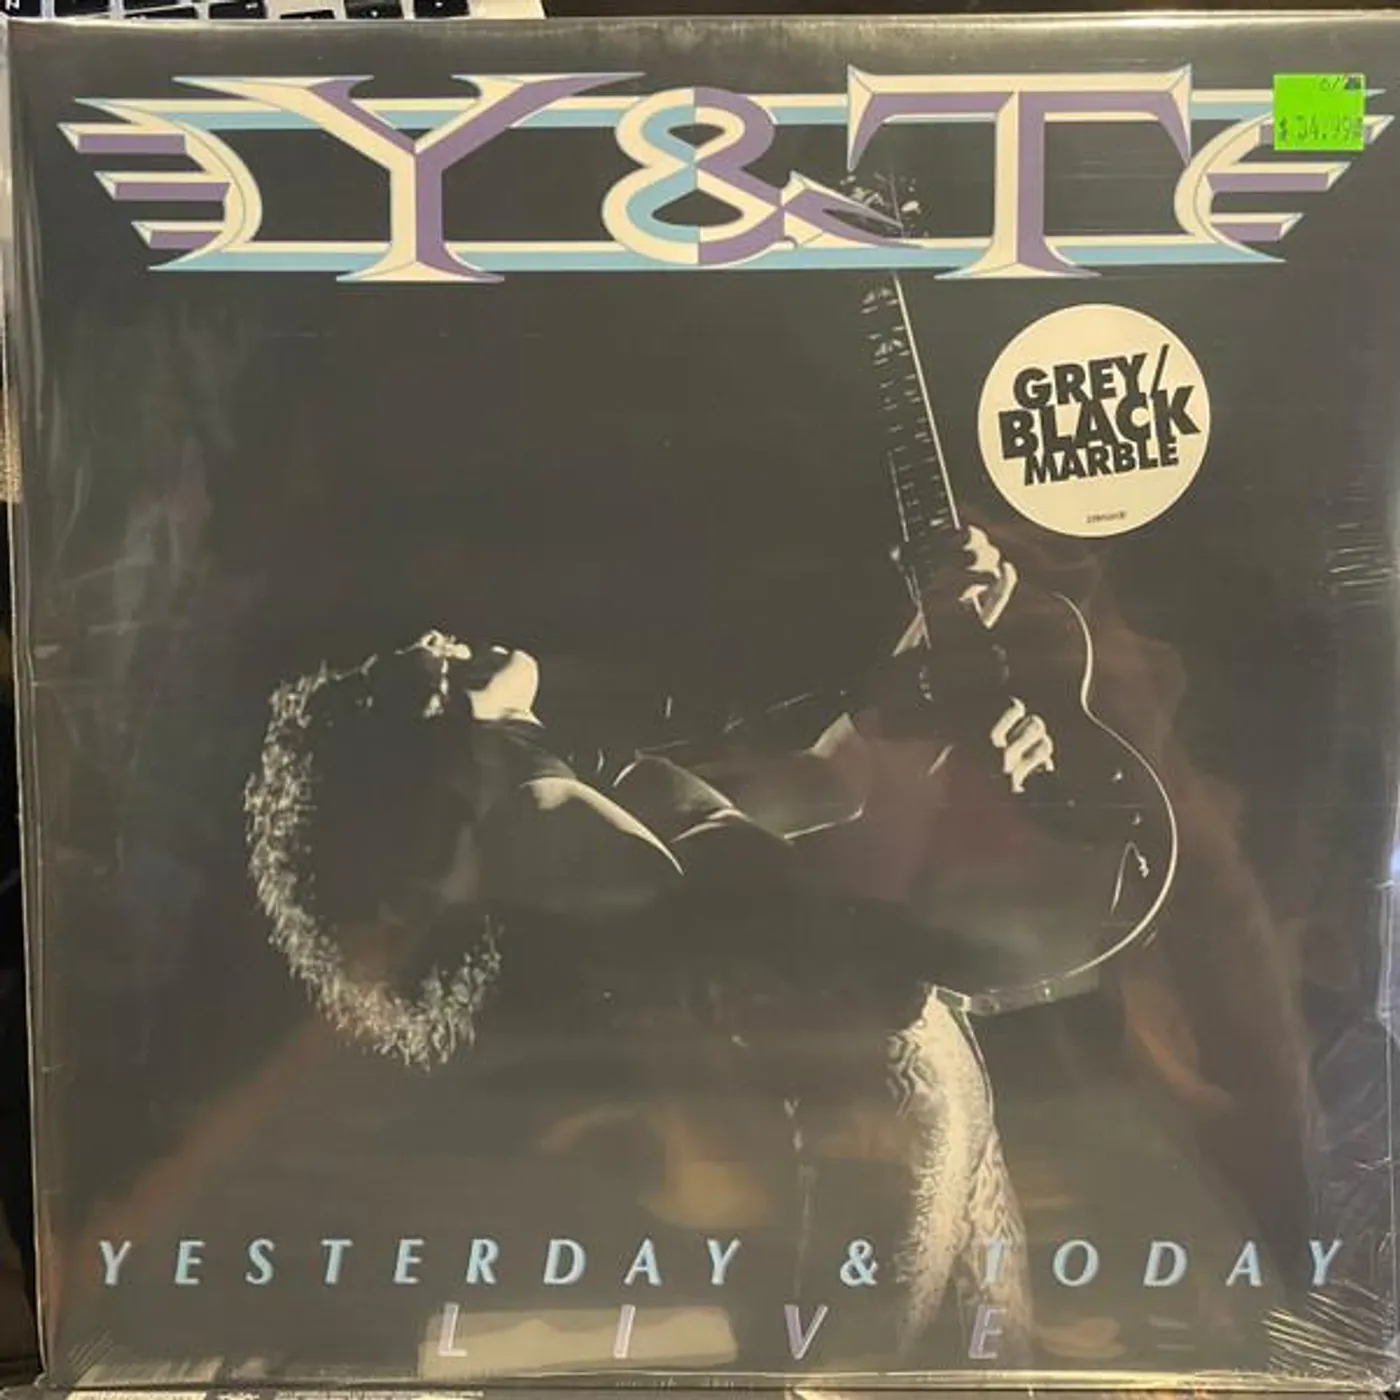 Y&T
$34.99
GREY/
BLACK
MARBLE
YESTERDAY & TODAY
LIVE